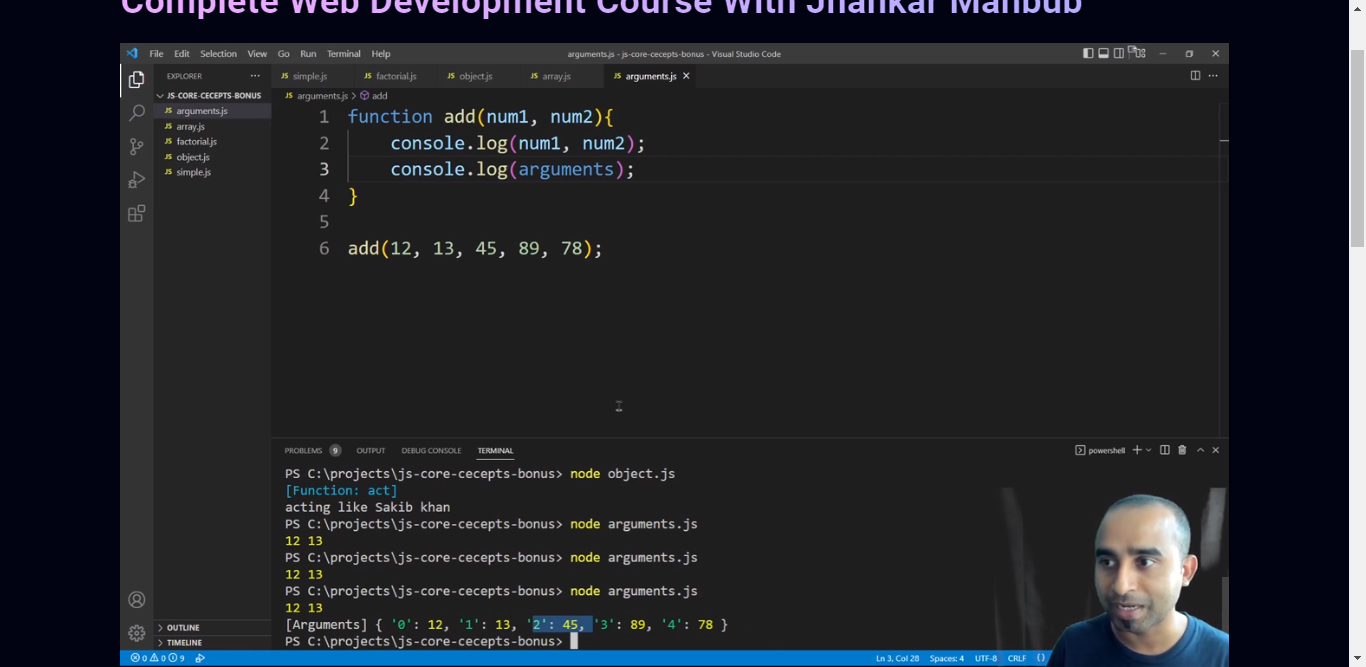 Complete Web Development Course With Jhankar Mahbub
File Edit Selection View Go Run Terminal Help
arguments.js - js-core-cecepts-bonus - Visual Studio Code
EXPLORER
simple.js factorial.js object.js array.js arguments.js
JS-CORE-CECEPTS-BONUS
arguments.js
array.js
factorial.js
object.js
simple.js
JS arguments.js > add
1 function add(num1, num2){
2 console.log(num1, num2);
3 console.log(arguments);
4 }
5
6 add(12, 13, 45, 89, 78);
PROBLEMS 9 OUTPUT DEBUG CONSOLE TERMINAL
powershell
PS C:\projects\js-core-cecepts-bonus> node object.js
[Function: act]
acting like Sakib khan
PS C:\projects\js-core-cecepts-bonus> node arguments.js
12 13
PS C:\projects\js-core-cecepts-bonus> node arguments.js
12 13
PS C:\projects\js-core-cecepts-bonus> node arguments.js
12 13
[Arguments] { '0': 12, '1': 13, '2': 45, '3': 89, '4': 78 }
PS C:\projects\js-core-cecepts-bonus>
OUTLINE
TIMELINE
0 0 9
Ln 3, Col 28 Spaces: 4 UTF-8 CRLF {}